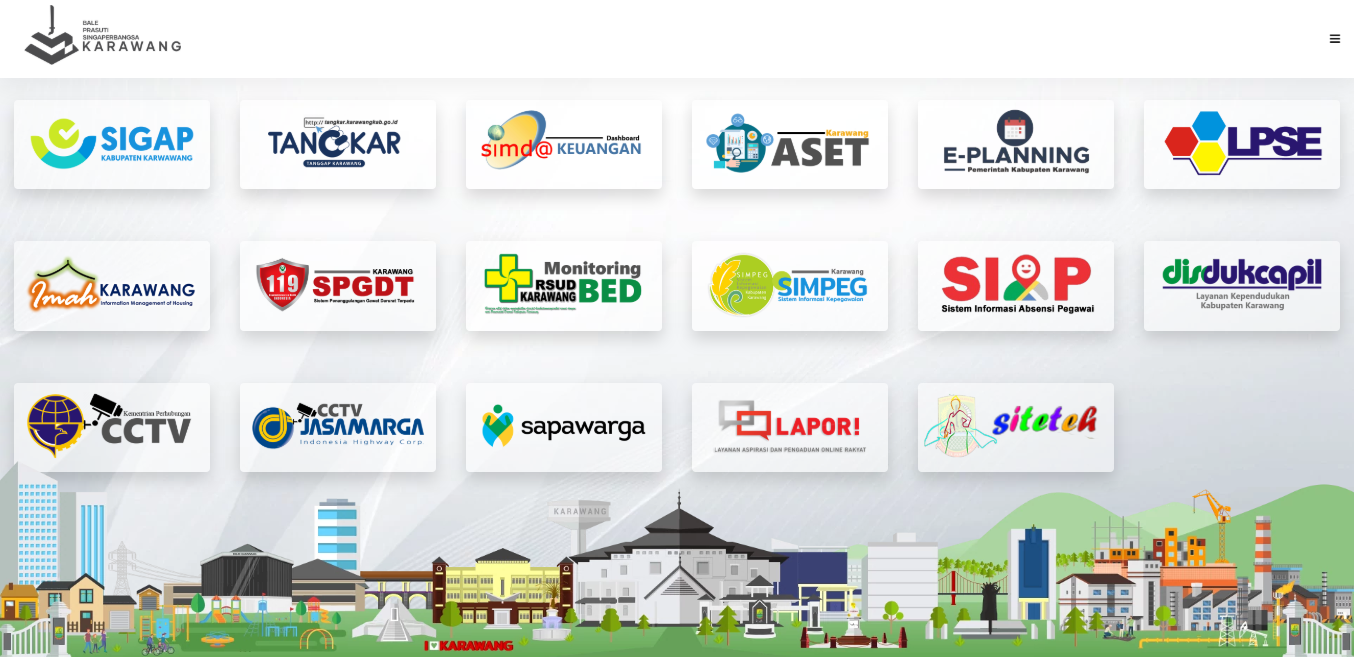 BALE
PRASUTI
SINGAPERBANGSA
KARAWANG
SIGAP
KABUPATEN KARWAWANG
http:// tangkar.karawangkab.go.id
TANGKAR
TANGGAP KARAWANG
Dashboard
simd@ KEUANGAN
Karawang
ASET
E-PLANNING
Pemerintah Kabupaten Karawang
LPSE
Imah KARAWANG
Information Management of Housing
119
KARAWANG
SPGDT
Sistem Penanggulangan Gawat Darurat Terpadu
Monitoring
RSUD
KARAWANG
BED
SIMPEG
Karawang
SIMPEG
Sistem Informasi Kepegawaian
SIAP
Sistem Informasi Absensi Pegawai
disdukcapil
Layanan Kependudukan
Kabupaten Karawang
Kementrian Perhubungan
CCTV
CCTV
JASAMARGA
Indonesia Highway Corp
sapawarga
LAPOR!
LAYANAN ASPIRASI DAN PENGADUAN ONLINE RAKYAT
siteteh
KARAWANG
I KARAWANG